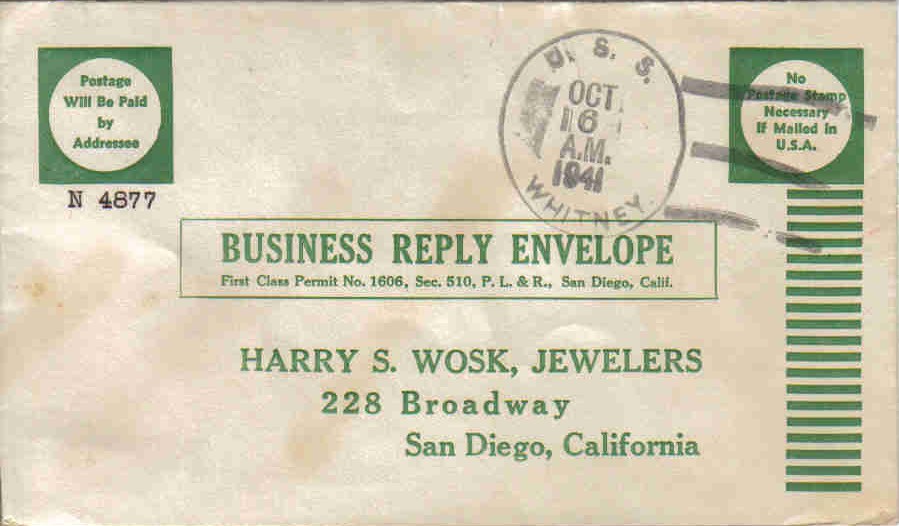 Postage
Will Be Paid
by
Addressee
N 4877
U. S. S.
OCT
16
A.M.
1941
WHITNEY.
No
Postage Stamp
Necessary
If Mailed In
U.S.A.
BUSINESS REPLY ENVELOPE
First Class Permit No. 1606, Sec. 510, P. L. & R., San Diego, Calif.
HARRY S. WOSK, JEWELERS
228 Broadway
San Diego, California